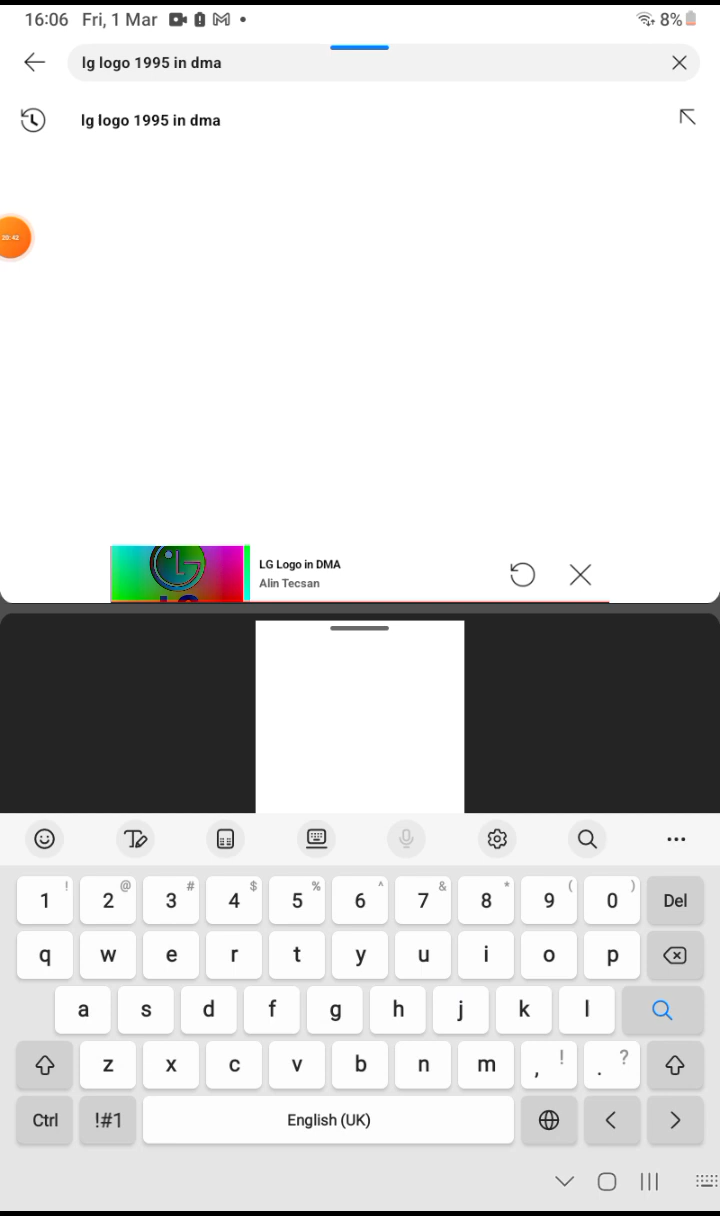 16:06 Fri, 1 Mar
8%
lg logo 1995 in dma
lg logo 1995 in dma
20:42
LG Logo in DMA
Alin Tecsan
1 ! 2 @ 3 # 4 $ 5 % 6 ^ 7 & 8 * 9 ( 0 ) Del
q w e r t y u i o p
a s d f g h j k l
z x c v b n m , ! . ?
Ctrl !#1 English (UK) < >